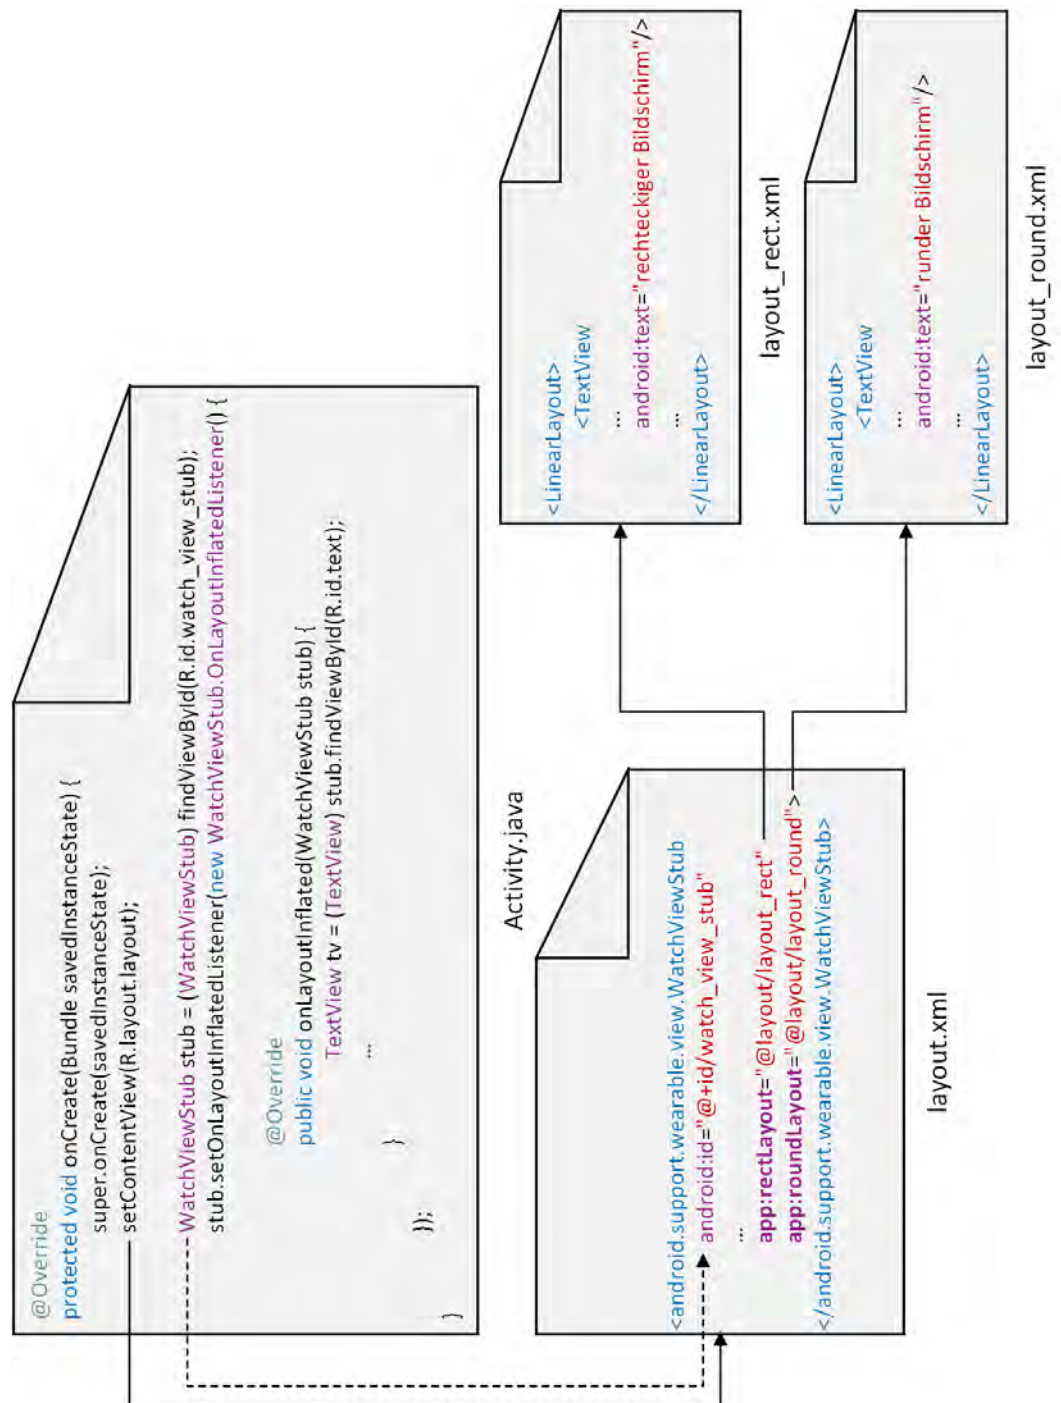 @Override
protected void onCreate(Bundle savedInstanceState) {
super.onCreate(savedInstanceState);
setContentView(R.layout.layout);
WatchViewStub stub = (WatchViewStub) findViewById(R.id.watch_view_stub);
stub.setOnLayoutInflatedListener(new WatchViewStub.OnLayoutInflatedListener() {
@Override
public void onLayoutInflated(WatchViewStub stub) {
TextView tv = (TextView) stub.findViewById(R.id.text);
...
}
});
}
Activity.java
<android.support.wearable.view.WatchViewStub
android:id="@+id/watch_view_stub"
...
app:rectLayout="@layout/layout_rect"
app:roundLayout="@layout/layout_round">
</android.support.wearable.view.WatchViewStub>
layout.xml
<LinearLayout>
<TextView
...
android:text="rechteckiger Bildschirm"/>
...
</LinearLayout>
layout_rect.xml
<LinearLayout>
<TextView
...
android:text="runder Bildschirm"/>
...
</LinearLayout>
layout_round.xml